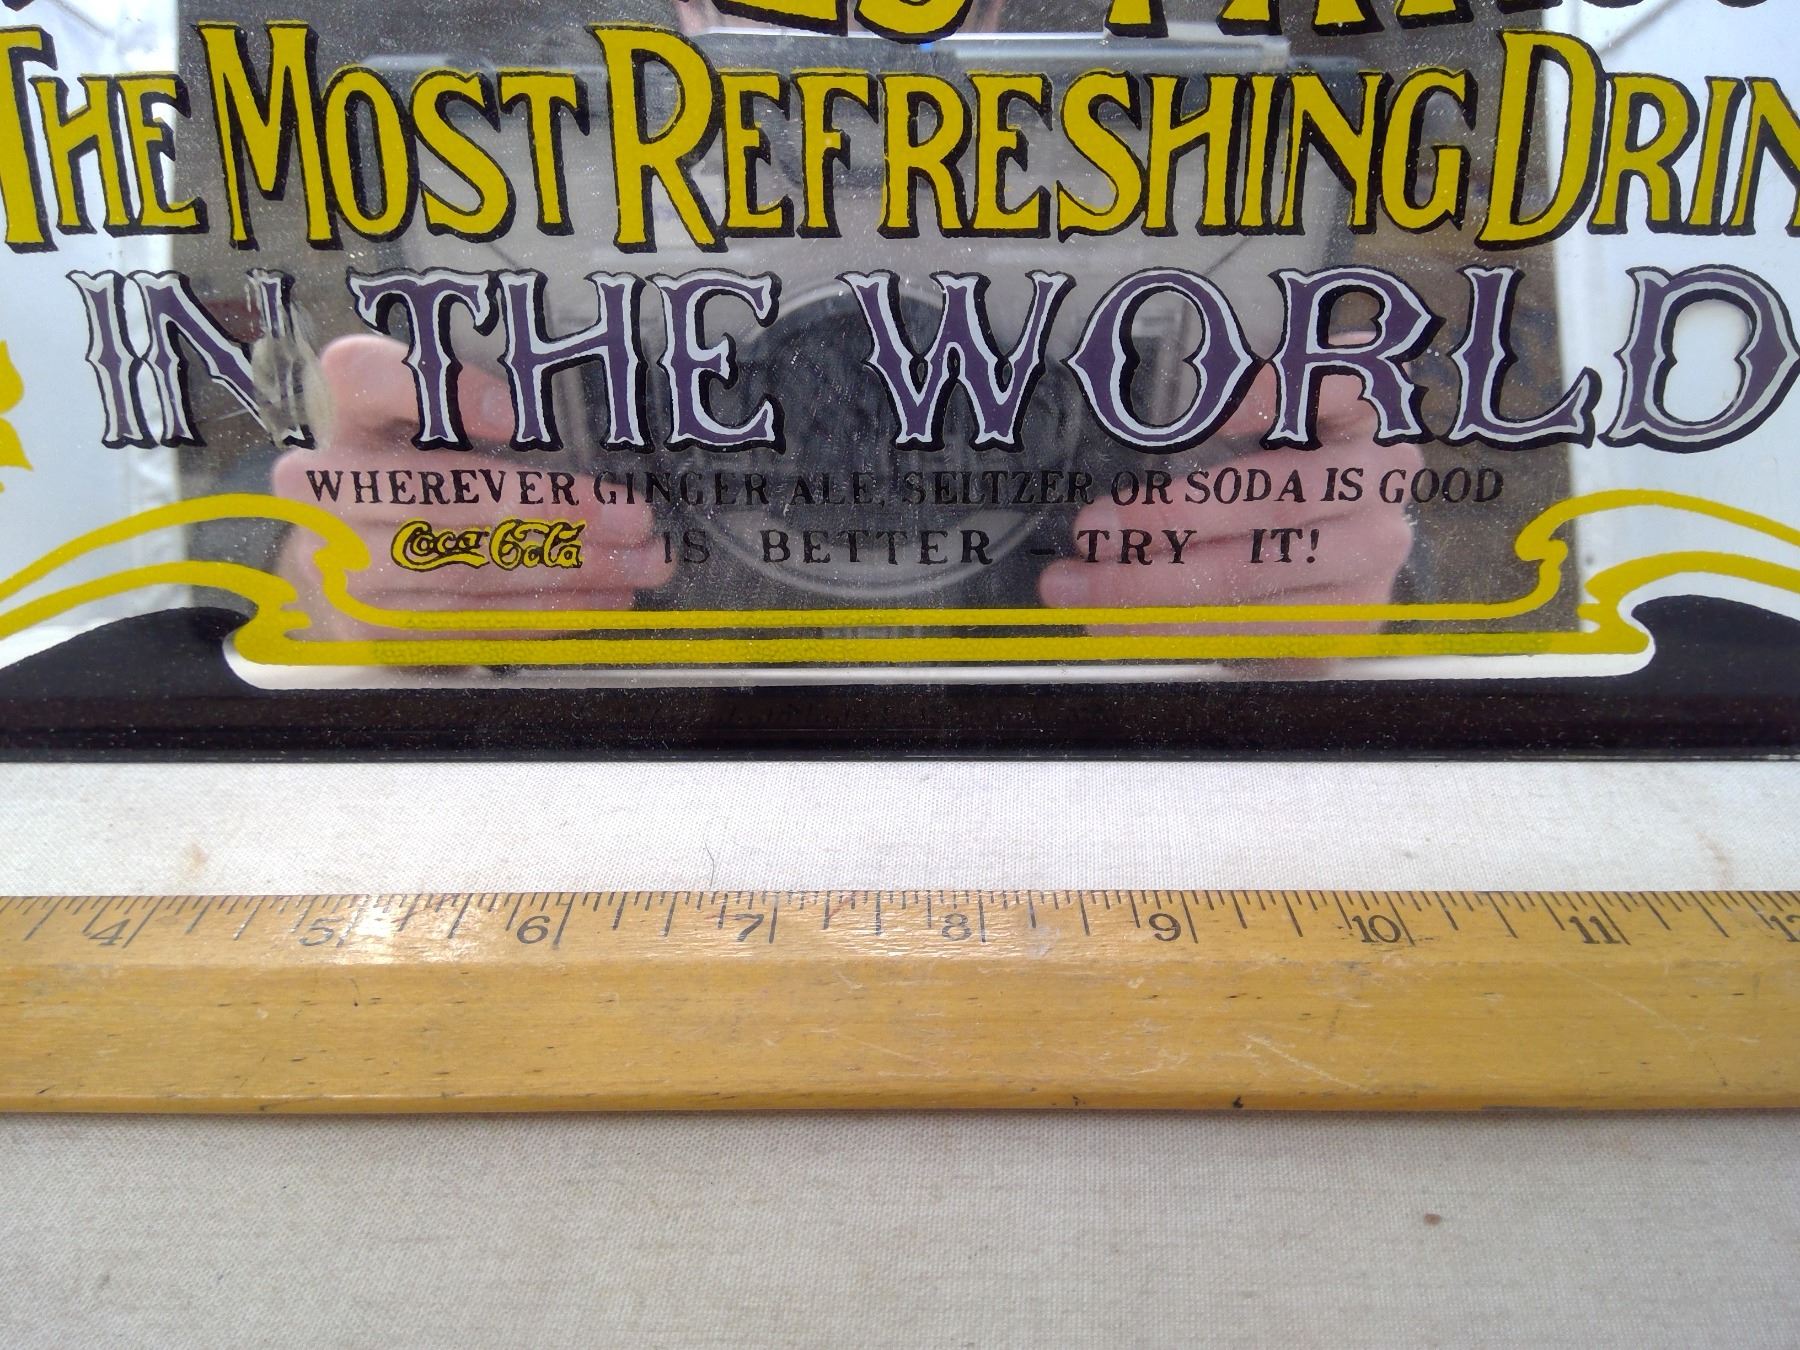 THE MOST REFRESHING DRIN
IN THE WORLD
WHEREVER GINGER ALE, SELTZER OR SODA IS GOOD
Coca-Cola IS BETTER - TRY IT!
4 5 6 7 8 9 10 11 12